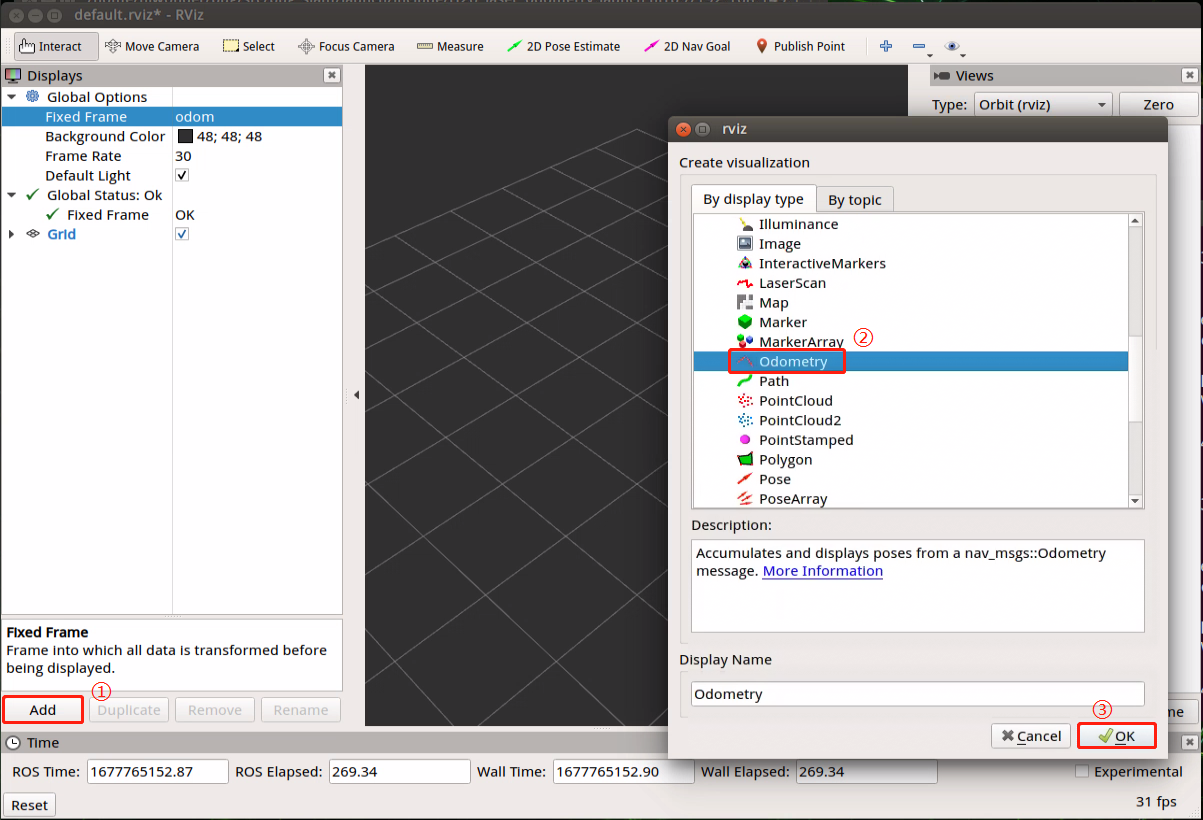 default.rviz* - RViz
Interact Move Camera Select Focus Camera Measure 2D Pose Estimate 2D Nav Goal Publish Point
Displays
Global Options
Fixed Frame odom
Background Color 48; 48; 48
Frame Rate 30
Default Light
Global Status: Ok
Fixed Frame OK
Grid
Fixed Frame
Frame into which all data is transformed before
being displayed.
①
Add Duplicate Remove Rename
Views
Type: Orbit (rviz) Zero
rviz
Create visualization
By display type By topic
Illuminance
Image
InteractiveMarkers
LaserScan
Map
Marker
MarkerArray ②
Odometry
Path
PointCloud
PointCloud2
PointStamped
Polygon
Pose
PoseArray
Description:
Accumulates and displays poses from a nav_msgs::Odometry
message. More Information
Display Name
Odometry
③
Cancel OK
me
Time
ROS Time: 1677765152.87 ROS Elapsed: 269.34 Wall Time: 1677765152.90 Wall Elapsed: 269.34 Experimental
Reset 31 fps